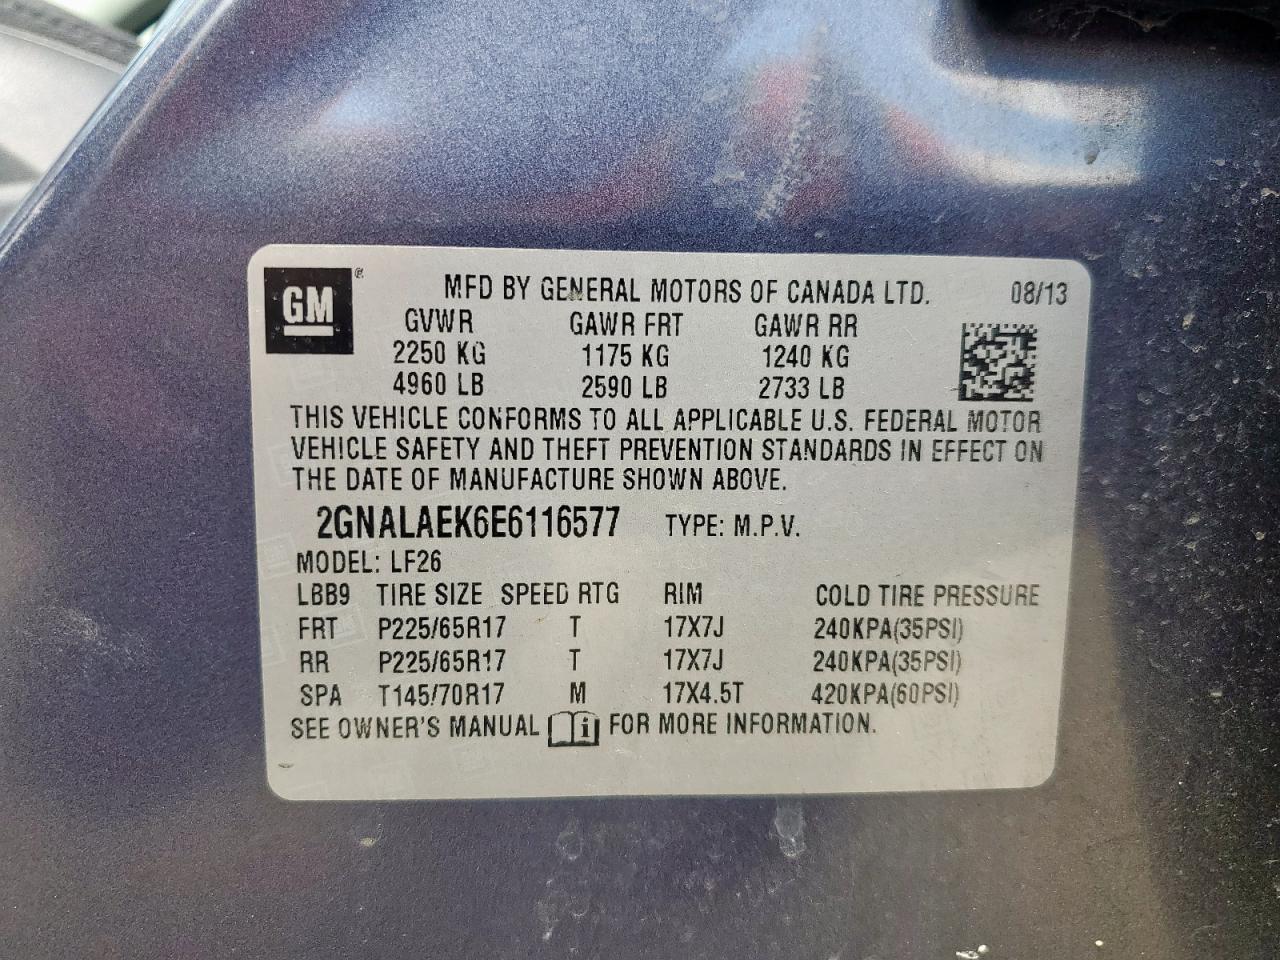 GM ®
MFD BY GENERAL MOTORS OF CANADA LTD. 08/13
GVWR GAWR FRT GAWR RR
2250 KG 1175 KG 1240 KG
4960 LB 2590 LB 2733 LB
THIS VEHICLE CONFORMS TO ALL APPLICABLE U.S. FEDERAL MOTOR
VEHICLE SAFETY AND THEFT PREVENTION STANDARDS IN EFFECT ON
THE DATE OF MANUFACTURE SHOWN ABOVE.
2GNALAEK6E6116577 TYPE: M.P.V.
MODEL: LF26
LBB9 TIRE SIZE SPEED RTG RIM COLD TIRE PRESSURE
FRT P225/65R17 T 17X7J 240KPA(35PSI)
RR P225/65R17 T 17X7J 240KPA(35PSI)
SPA T145/70R17 M 17X4.5T 420KPA(60PSI)
SEE OWNER'S MANUAL i FOR MORE INFORMATION.